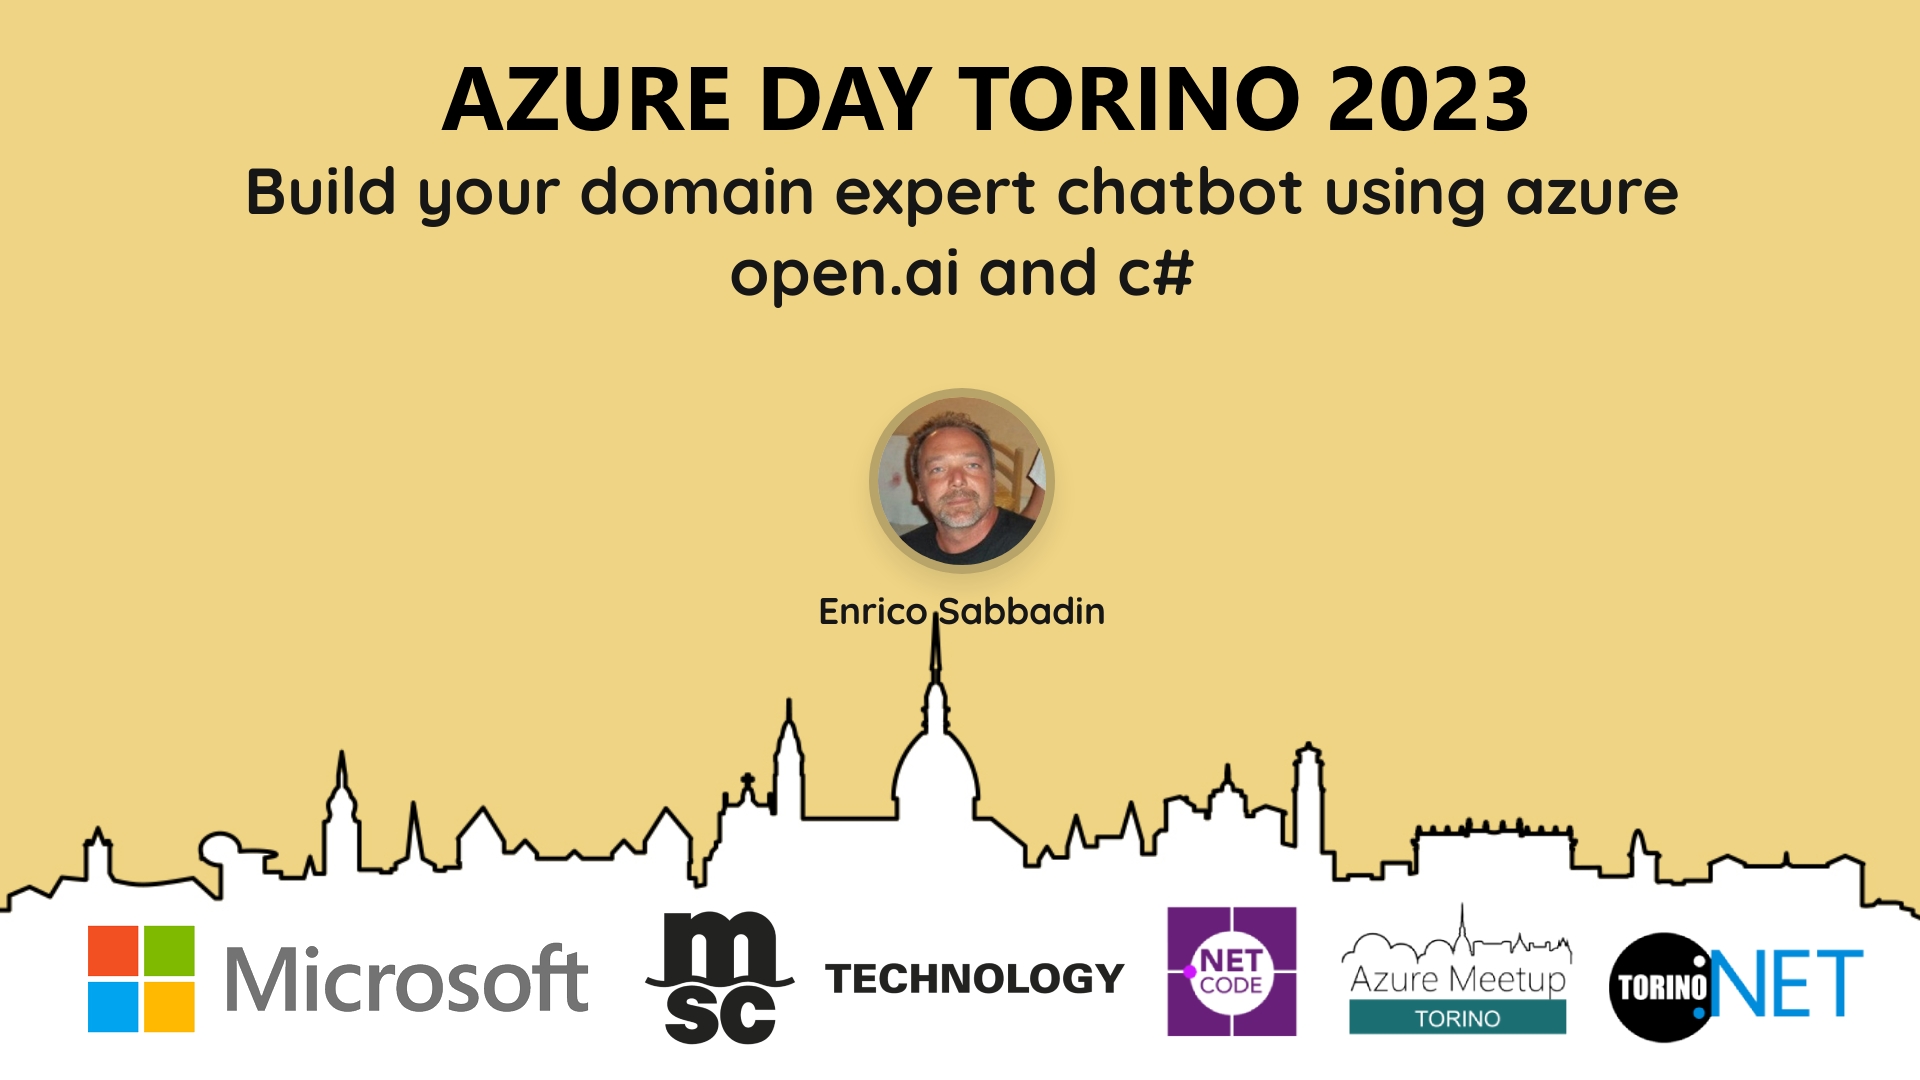 AZURE DAY TORINO 2023
Build your domain expert chatbot using azure
open.ai and c#
Enrico Sabbadin
Microsoft
msc
TECHNOLOGY
NET
CODE
Azure Meetup
TORINO
TORINO.NET